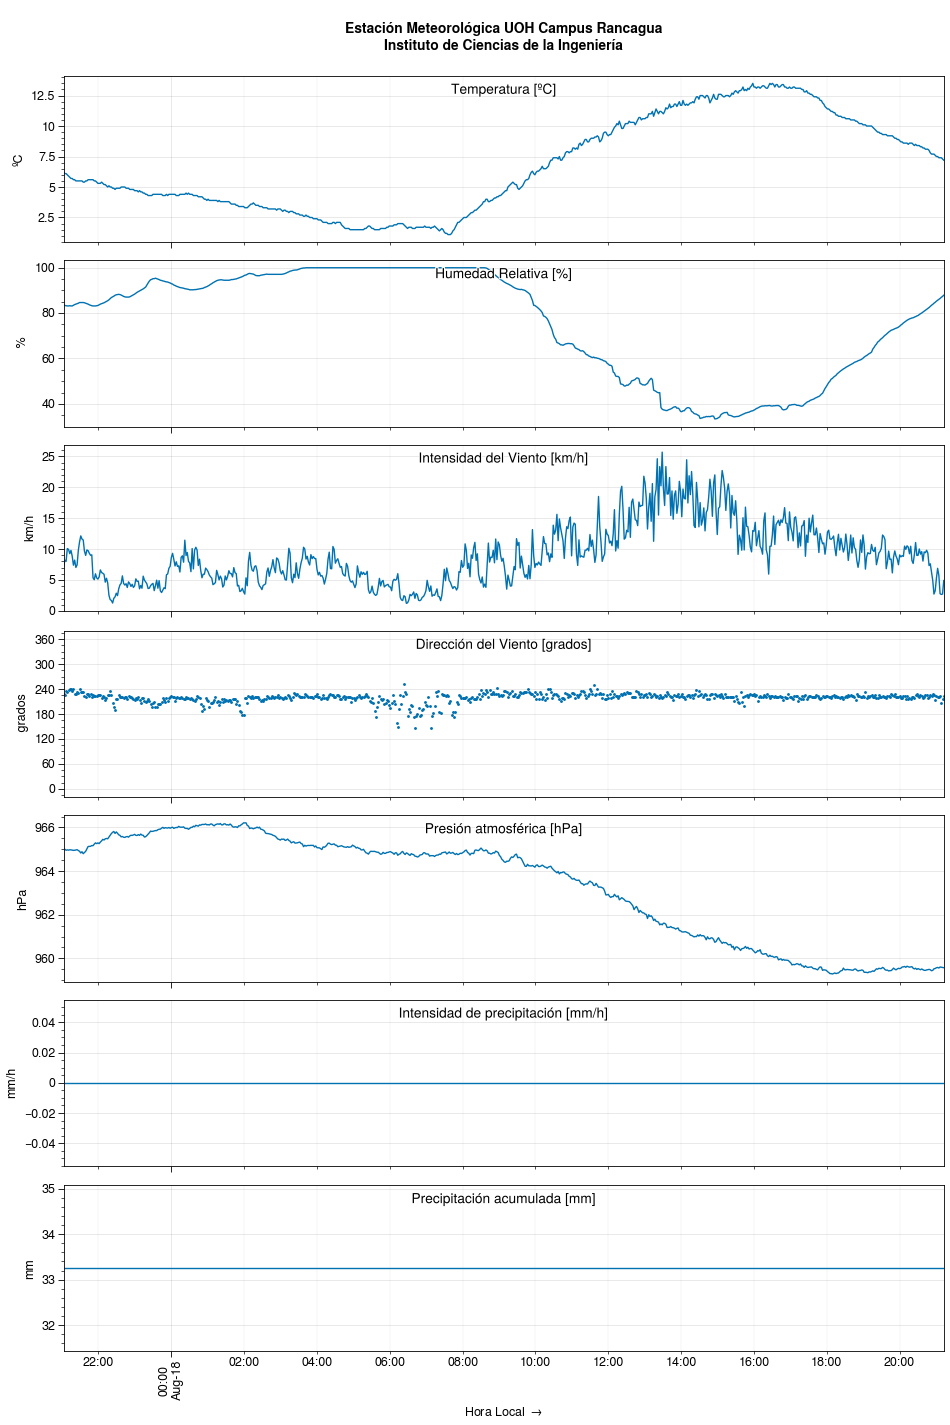 Estación Meteorológica UOH Campus Rancagua
Instituto de Ciencias de la Ingeniería
Temperatura [ºC]
ºC
12.5
10
7.5
5
2.5
Humedad Relativa [%]
%
100
80
60
40
Intensidad del Viento [km/h]
km/h
25
20
15
10
5
0
Dirección del Viento [grados]
grados
360
300
240
180
120
60
0
Presión atmosférica [hPa]
hPa
966
964
962
960
Intensidad de precipitación [mm/h]
mm/h
0.04
0.02
0
−0.02
−0.04
Precipitación acumulada [mm]
mm
35
34
33
32
22:00
00:00
Aug-18
02:00
04:00
06:00
08:00
10:00
12:00
14:00
16:00
18:00
20:00
Hora Local →